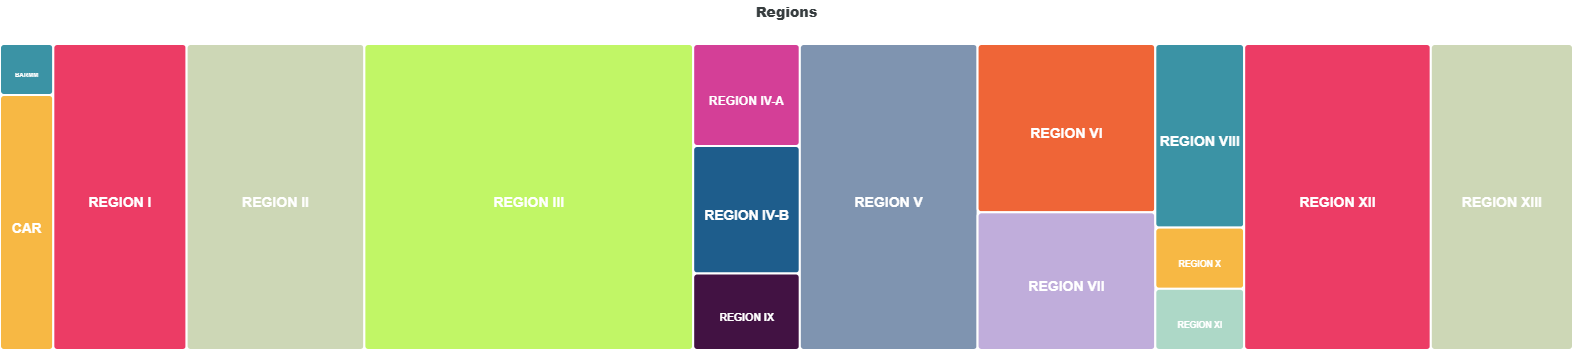 Regions
BARMM
CAR
REGION I
REGION II
REGION III
REGION IV-A
REGION IV-B
REGION IX
REGION V
REGION VI
REGION VII
REGION VIII
REGION X
REGION XI
REGION XII
REGION XIII